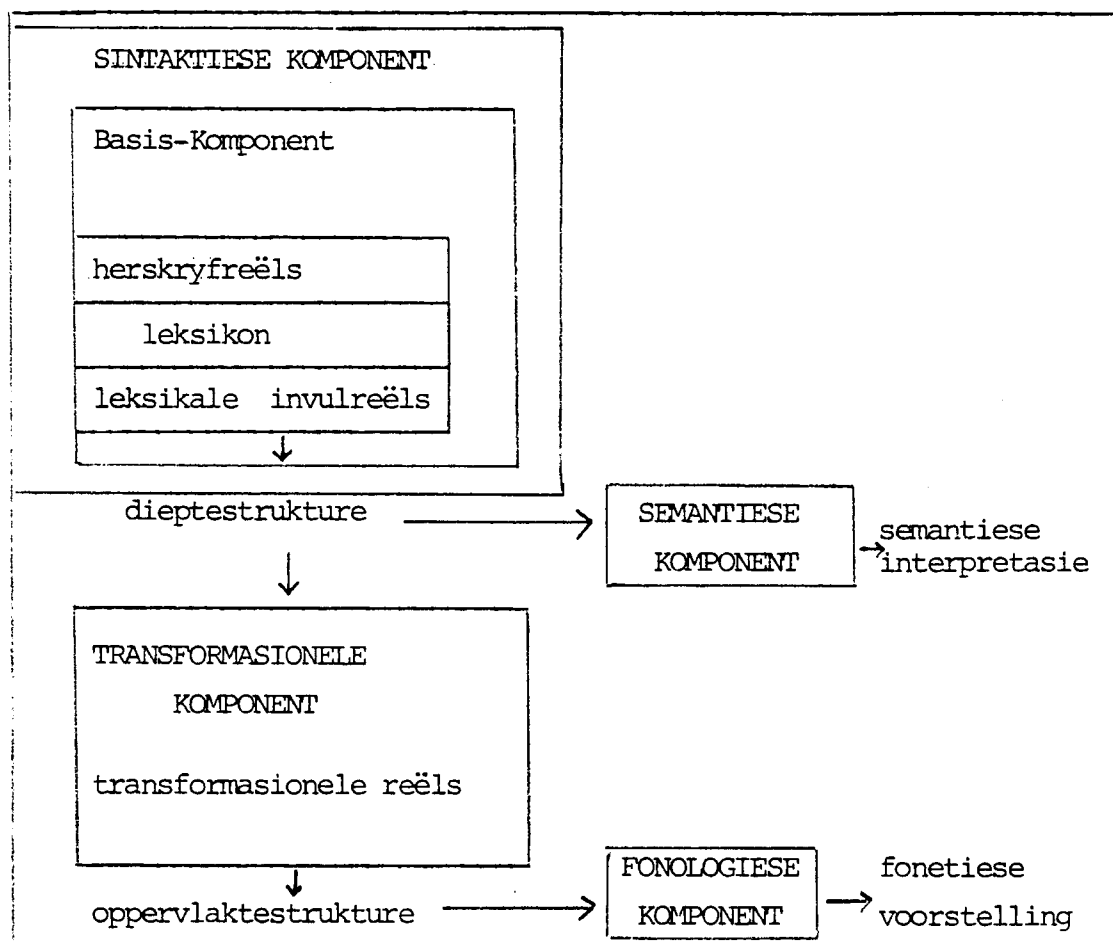 SINTAKTIESE KOMPONENT
Basis-Komponent
herskryfreëls
leksikon
leksikale invulreëls
dieptestrukture
SEMANTIESE
KOMPONENT
semantiese
interpretasie
TRANSFORMASIONELE
KOMPONENT
transformasionele reëls
oppervlaktestrukture
FONOLOGIESE
KOMPONENT
fonetiese
voorstelling